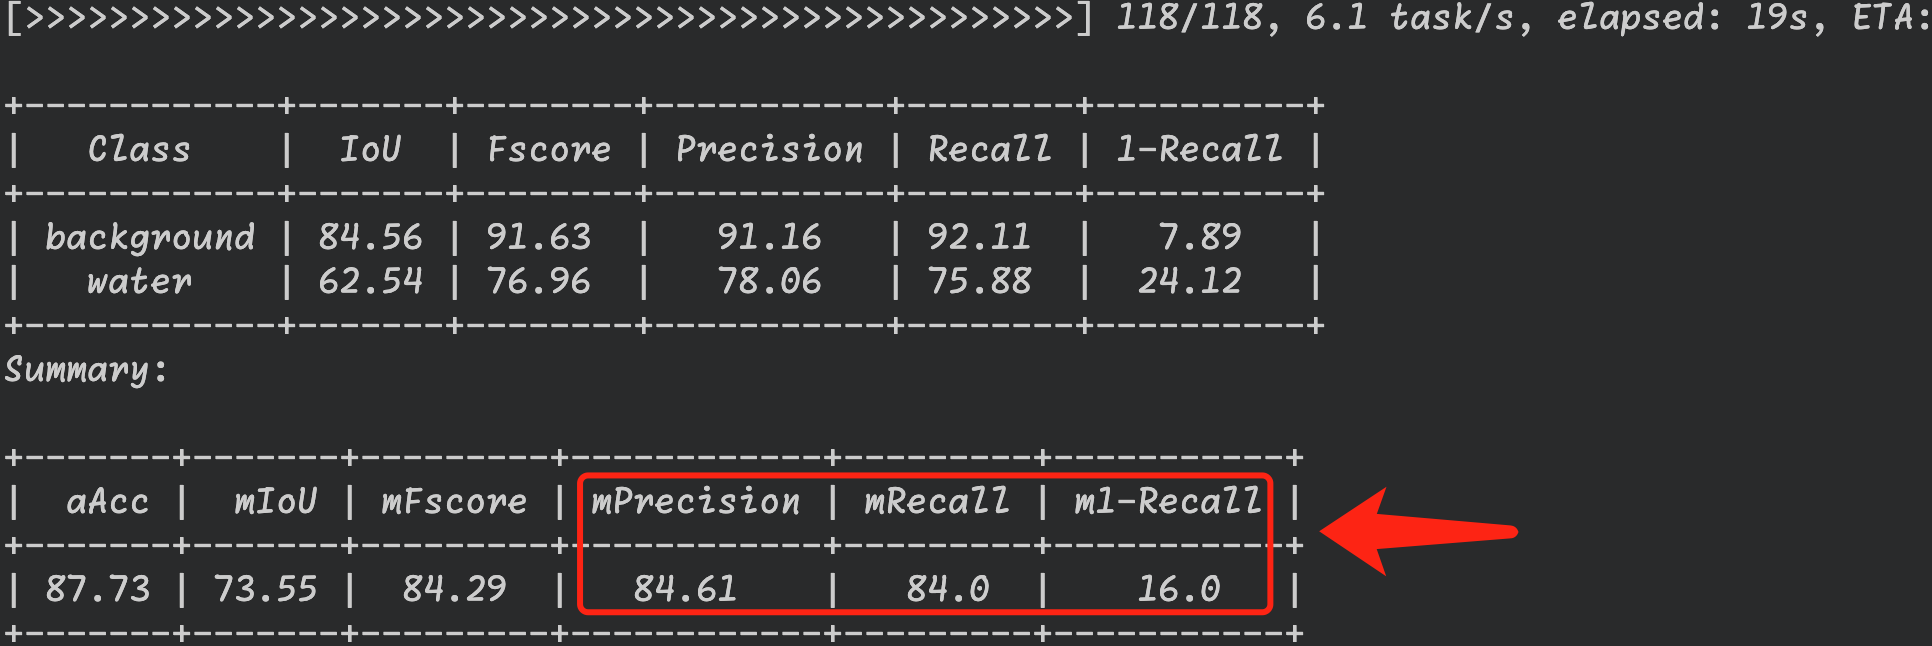 [>>>>>>>>>>>>>>>>>>>>>>>>>>>>>>>>>>>>>>>>>>>>>>>>>>] 118/118, 6.1 task/s, elapsed: 19s, ETA:
+------------+-------+--------+-----------+--------+----------+
|   Class    |  IoU  | Fscore | Precision | Recall | 1-Recall |
+------------+-------+--------+-----------+--------+----------+
| background | 84.56 | 91.63  |   91.16   | 92.11  |   7.89   |
|   water    | 62.54 | 76.96  |   78.06   | 75.88  |  24.12   |
+------------+-------+--------+-----------+--------+----------+
Summary:
+-------+-------+---------+------------+---------+-----------+
|  aAcc |  mIoU | mFscore | mPrecision | mRecall | m1-Recall |
+-------+-------+---------+------------+---------+-----------+
| 87.73 | 73.55 |  84.29  |   84.61    |   84.0  |    16.0   |
+-------+-------+---------+------------+---------+-----------+